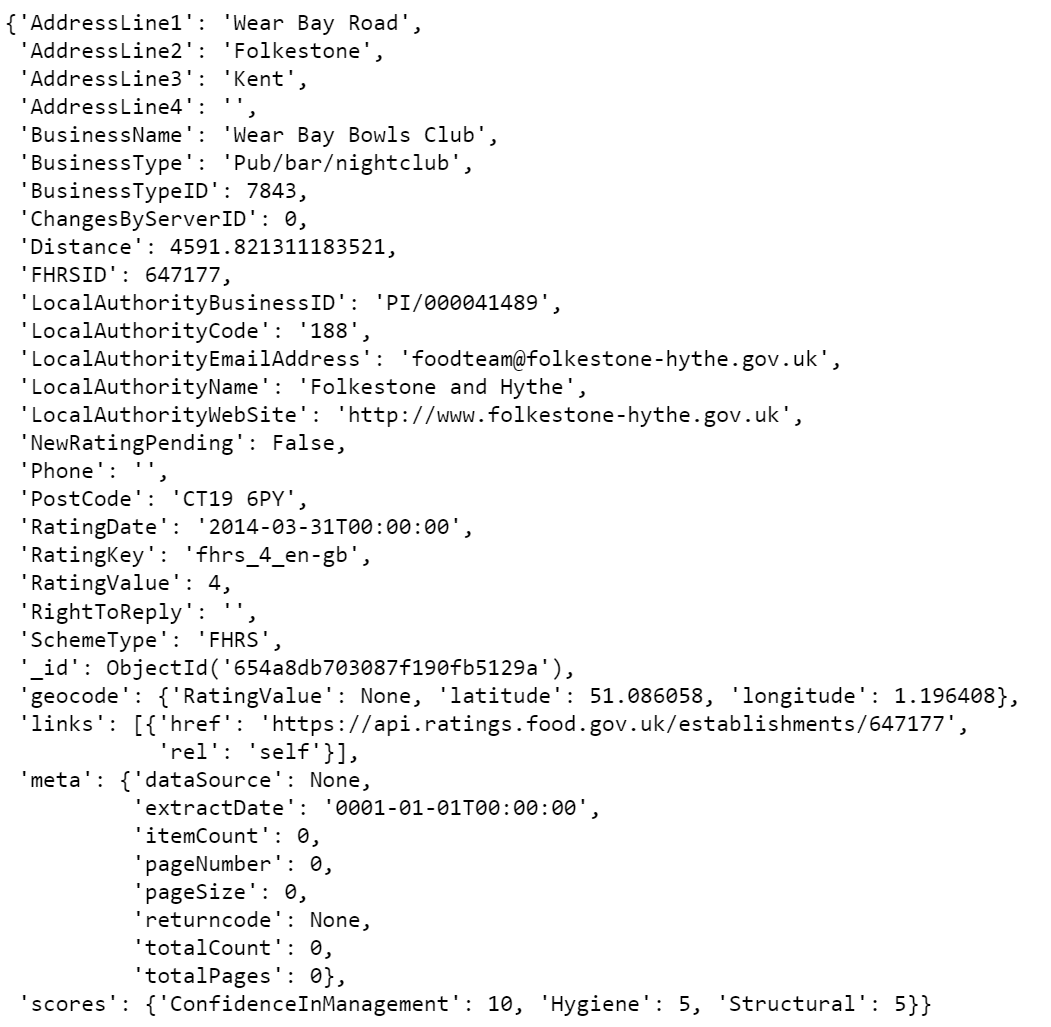 {'AddressLine1': 'Wear Bay Road',
 'AddressLine2': 'Folkestone',
 'AddressLine3': 'Kent',
 'AddressLine4': '',
 'BusinessName': 'Wear Bay Bowls Club',
 'BusinessType': 'Pub/bar/nightclub',
 'BusinessTypeID': 7843,
 'ChangesByServerID': 0,
 'Distance': 4591.821311183521,
 'FHRSID': 647177,
 'LocalAuthorityBusinessID': 'PI/000041489',
 'LocalAuthorityCode': '188',
 'LocalAuthorityEmailAddress': 'foodteam@folkestone-hythe.gov.uk',
 'LocalAuthorityName': 'Folkestone and Hythe',
 'LocalAuthorityWebSite': 'http://www.folkestone-hythe.gov.uk',
 'NewRatingPending': False,
 'Phone': '',
 'PostCode': 'CT19 6PY',
 'RatingDate': '2014-03-31T00:00:00',
 'RatingKey': 'fhrs_4_en-gb',
 'RatingValue': 4,
 'RightToReply': '',
 'SchemeType': 'FHRS',
 '_id': ObjectId('654a8db703087f190fb5129a'),
 'geocode': {'RatingValue': None, 'latitude': 51.086058, 'longitude': 1.196408},
 'links': [{'href': 'https://api.ratings.food.gov.uk/establishments/647177',
            'rel': 'self'}],
 'meta': {'dataSource': None,
          'extractDate': '0001-01-01T00:00:00',
          'itemCount': 0,
          'pageNumber': 0,
          'pageSize': 0,
          'returncode': None,
          'totalCount': 0,
          'totalPages': 0},
 'scores': {'ConfidenceInManagement': 10, 'Hygiene': 5, 'Structural': 5}}